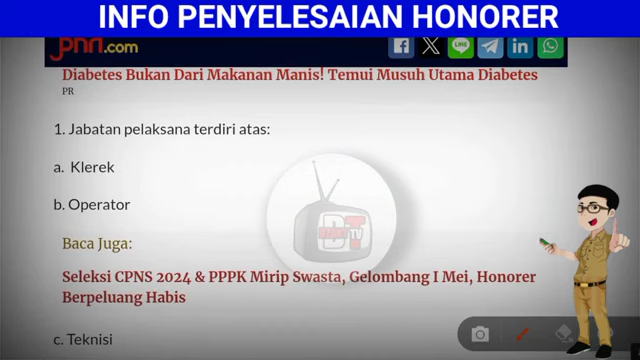 INFO PENYELESAIAN HONORER
jpnn.com
Diabetes Bukan Dari Makanan Manis! Temui Musuh Utama Diabetes
PR
1. Jabatan pelaksana terdiri atas:
a. Klerek
b. Operator
Baca Juga:
Seleksi CPNS 2024 & PPPK Mirip Swasta, Gelombang I Mei, Honorer
Berpeluang Habis
c. Teknisi